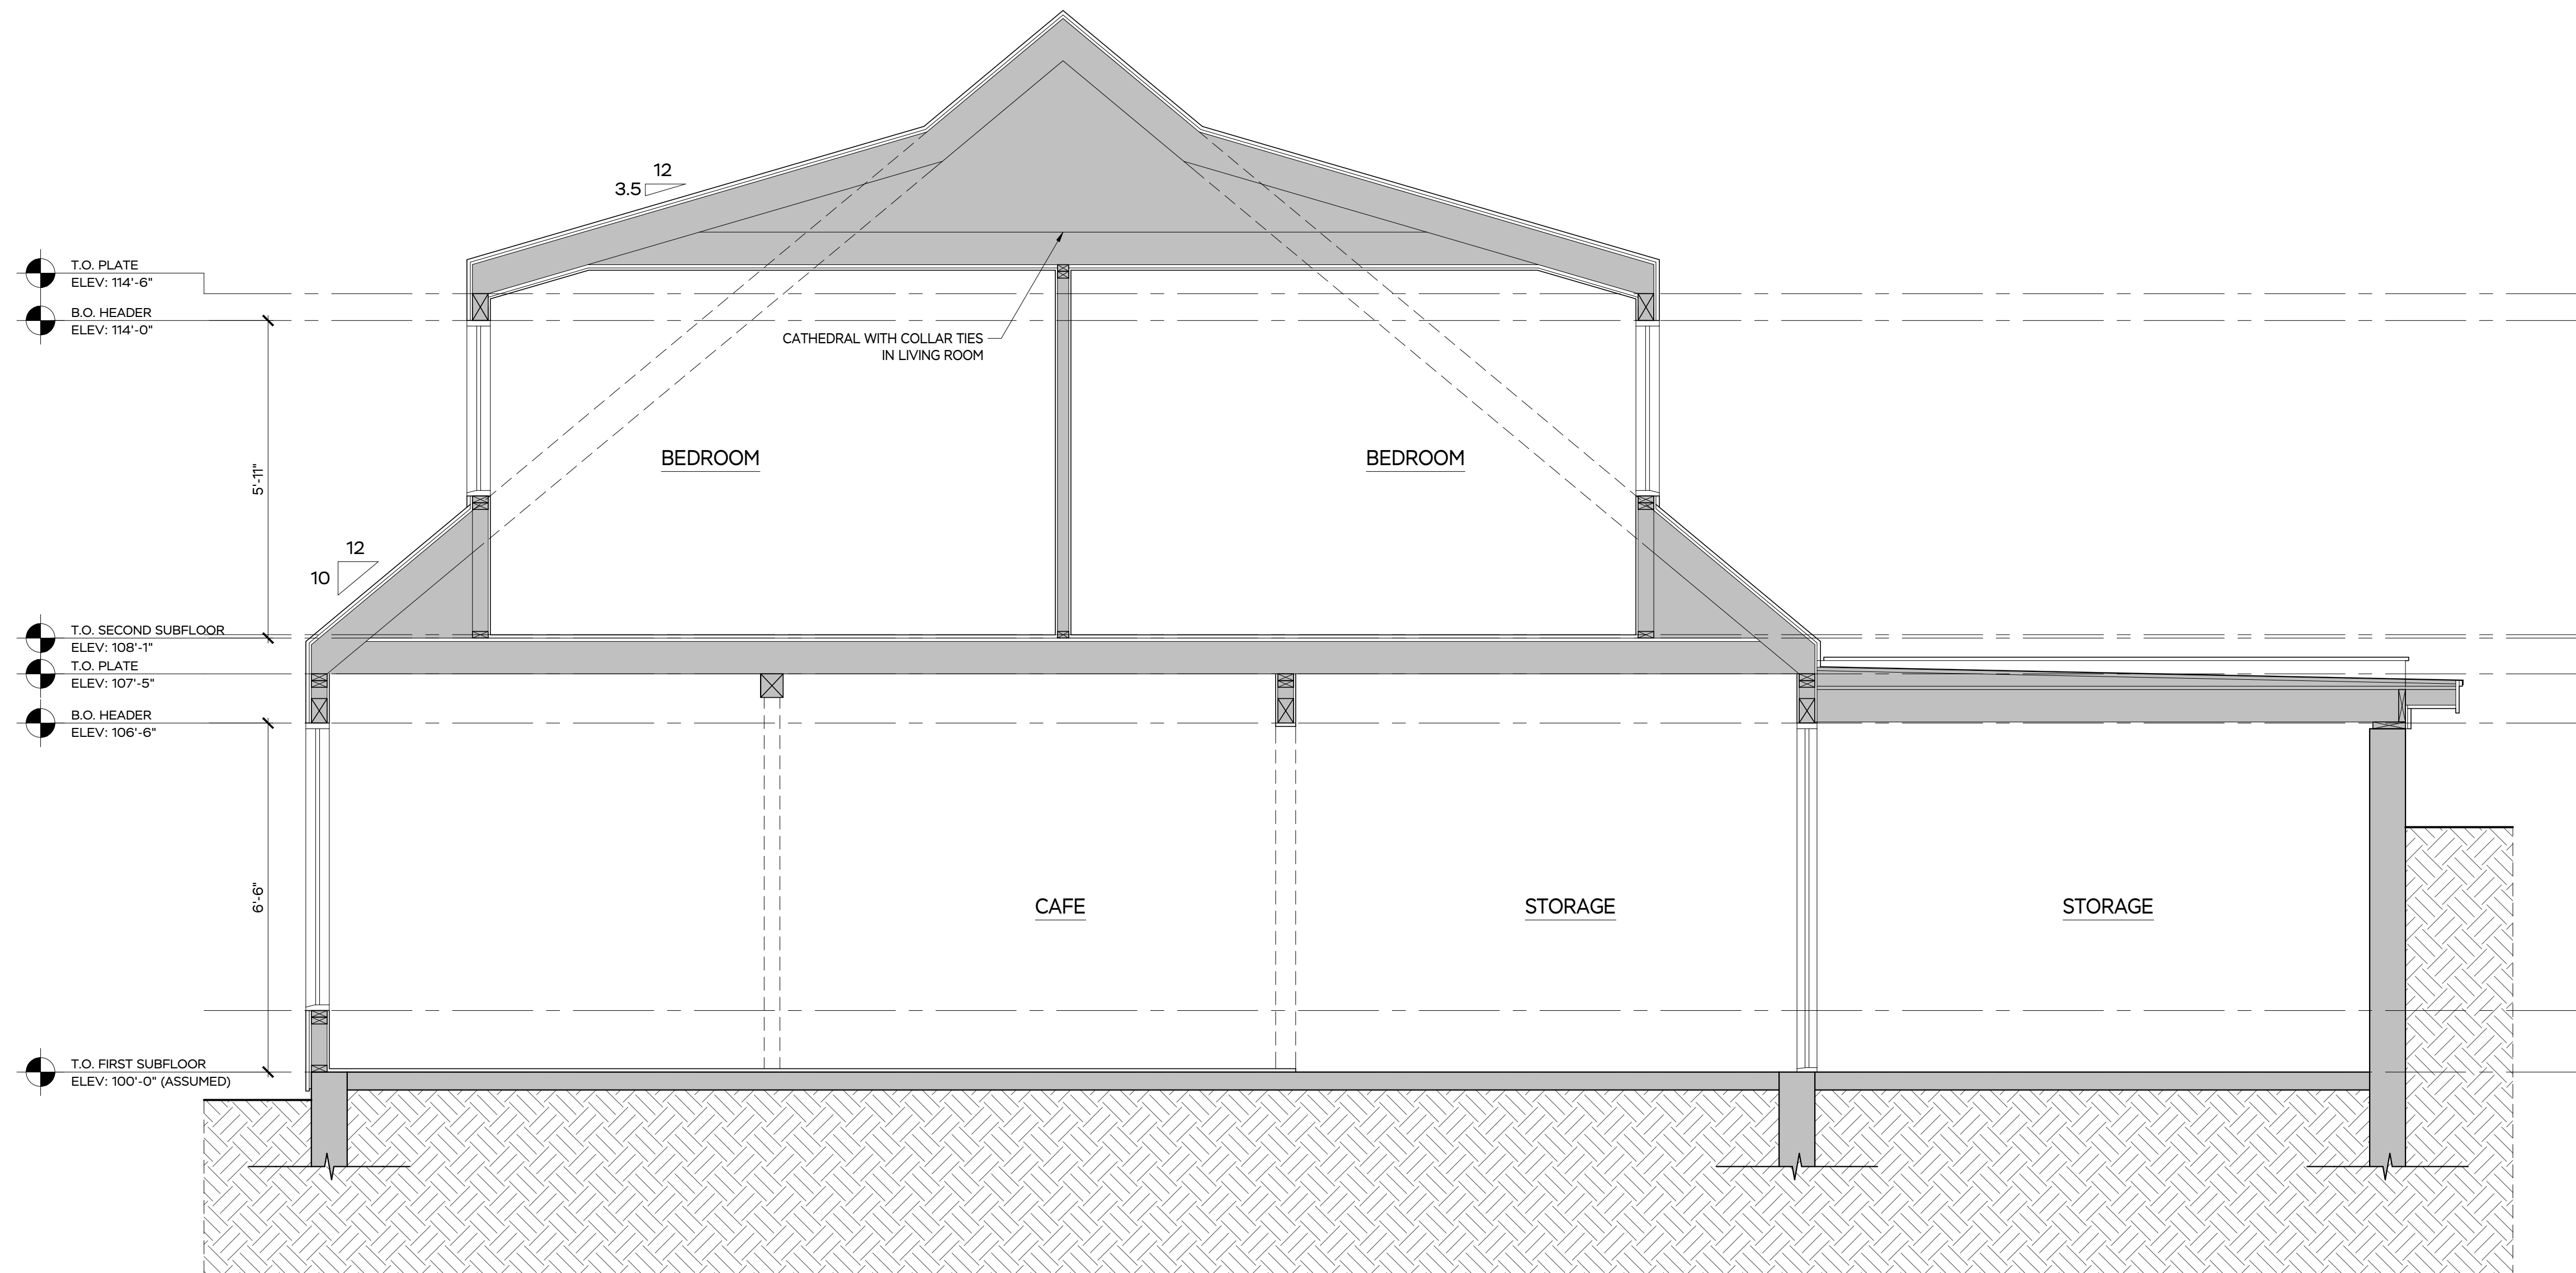 12
3.5
T.O. PLATE
ELEV: 114'-6"
B.O. HEADER
ELEV: 114'-0"
CATHEDRAL WITH COLLAR TIES
IN LIVING ROOM
BEDROOM
BEDROOM
5'-11"
12
10
T.O. SECOND SUBFLOOR
ELEV: 108'-1"
T.O. PLATE
ELEV: 107'-5"
B.O. HEADER
ELEV: 106'-6"
6'-6"
CAFE
STORAGE
STORAGE
T.O. FIRST SUBFLOOR
ELEV: 100'-0" (ASSUMED)